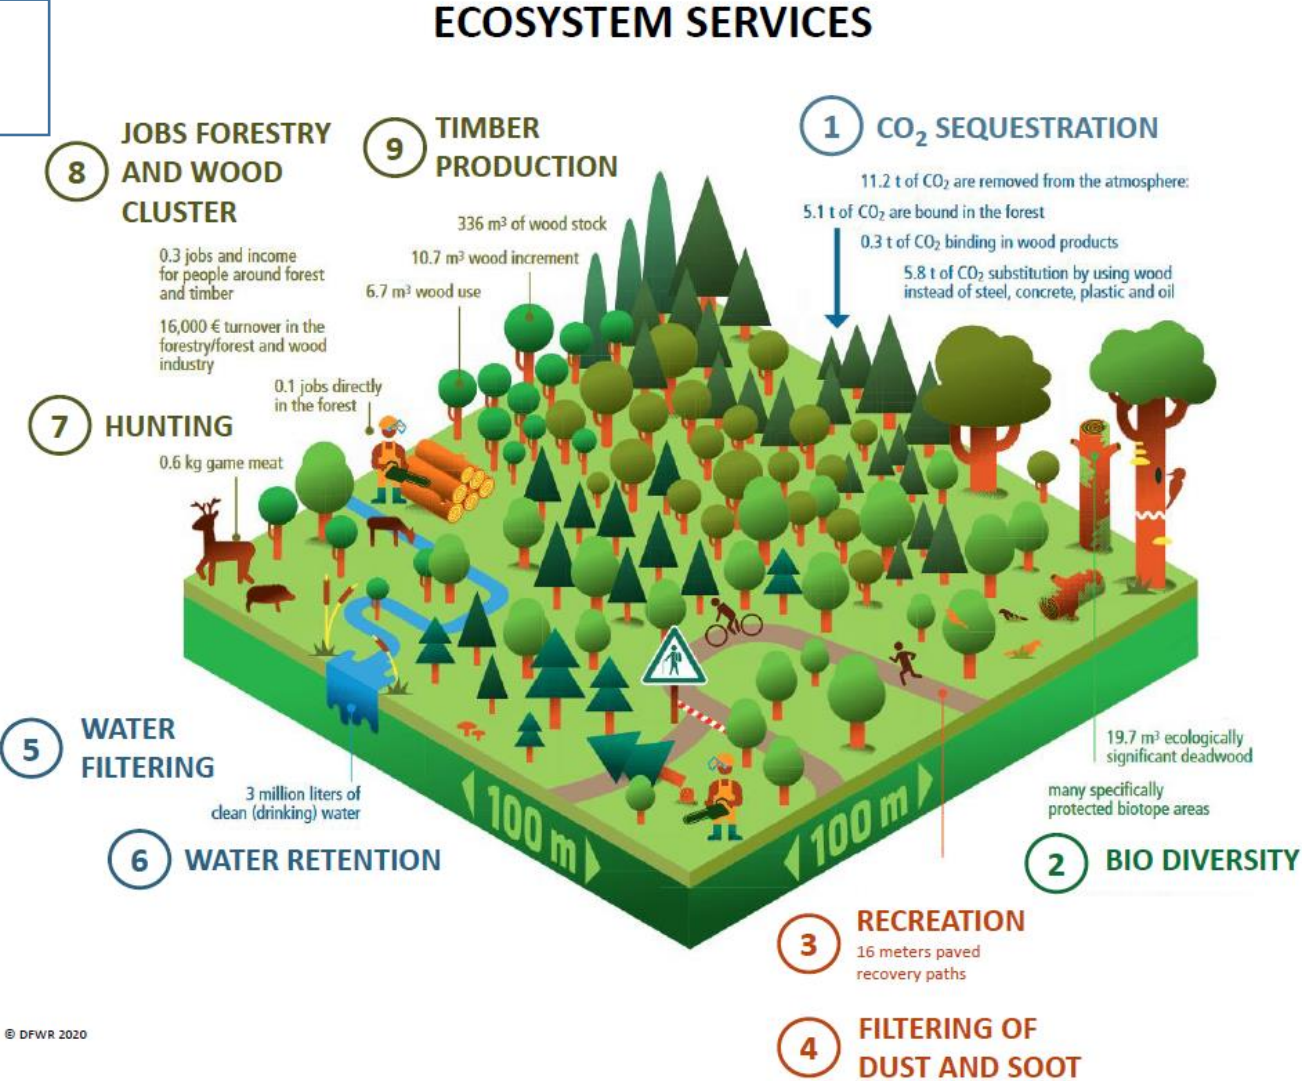 ECOSYSTEM SERVICES
8
JOBS FORESTRY
AND WOOD
CLUSTER
0.3 jobs and income
for people around forest
and timber
16,000 € turnover in the
forestry/forest and wood
industry
0.1 jobs directly
in the forest
9
TIMBER
PRODUCTION
336 m³ of wood stock
10.7 m³ wood increment
6.7 m³ wood use
1
CO₂ SEQUESTRATION
11.2 t of CO₂ are removed from the atmosphere:
5.1 t of CO₂ are bound in the forest
0.3 t of CO₂ binding in wood products
5.8 t of CO₂ substitution by using wood
instead of steel, concrete, plastic and oil
7
HUNTING
0.6 kg game meat
5
WATER
FILTERING
3 million liters of
clean (drinking) water
6
WATER RETENTION
100 m
100 m
19.7 m³ ecologically
significant deadwood
many specifically
protected biotope areas
2
BIO DIVERSITY
3
RECREATION
16 meters paved
recovery paths
4
FILTERING OF
DUST AND SOOT
© DFWR 2020